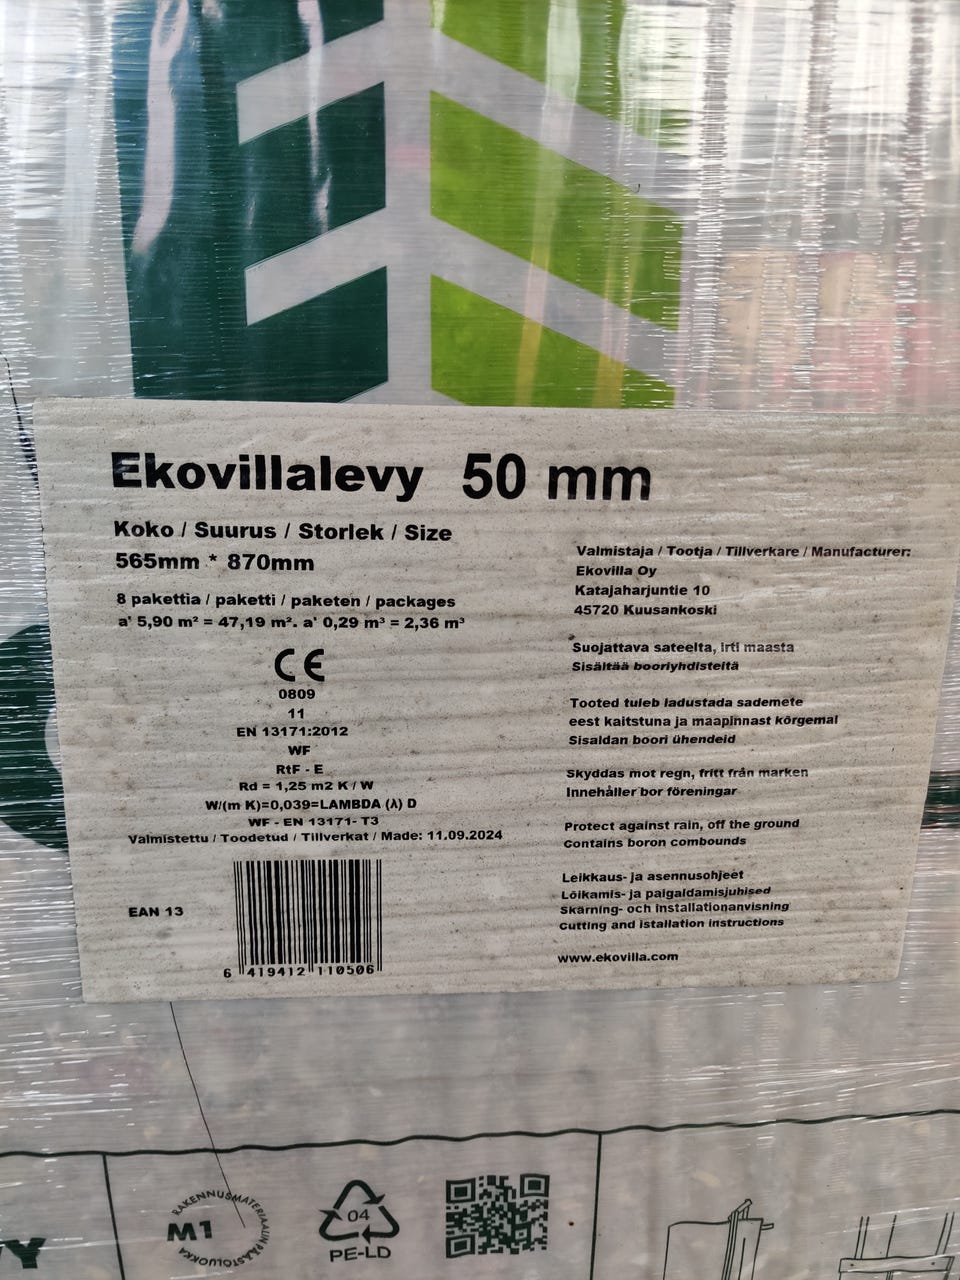 Ekovillalevy 50 mm
Koko / Suurus / Storlek / Size
565mm * 870mm
8 pakettia / paketti / paketen / packages
a' 5,90 m² = 47,19 m². a' 0,29 m³ = 2,36 m³
CE
0809
11
EN 13171:2012
WF
RtF - E
Rd = 1,25 m2 K / W
W/(m K)=0,039=LAMBDA (λ) D
WF - EN 13171- T3
Valmistettu / Toodetud / Tillverkat / Made: 11.09.2024
EAN 13
6 419412 110506
Valmistaja / Tootja / Tillverkare / Manufacturer:
Ekovilla Oy
Katajaharjuntie 10
45720 Kuusankoski
Suojattava sateelta, irti maasta
Sisältää booriyhdisteitä
Tooted tuleb ladustada sademete
eest kaitstuna ja maapinnast kõrgemal
Sisaldan boori ühendeid
Skyddas mot regn, fritt från marken
Innehåller bor föreningar
Protect against rain, off the ground
Contains boron combounds
Leikkaus- ja asennusohjeet
Lõikamis- ja paigaldamisjuhised
Skärning- och installationanvisning
Cutting and istallation instructions
www.ekovilla.com
RAKENNUSMATERIAALIN PÄÄSTÖLUOKKA
M1
04
PE-LD